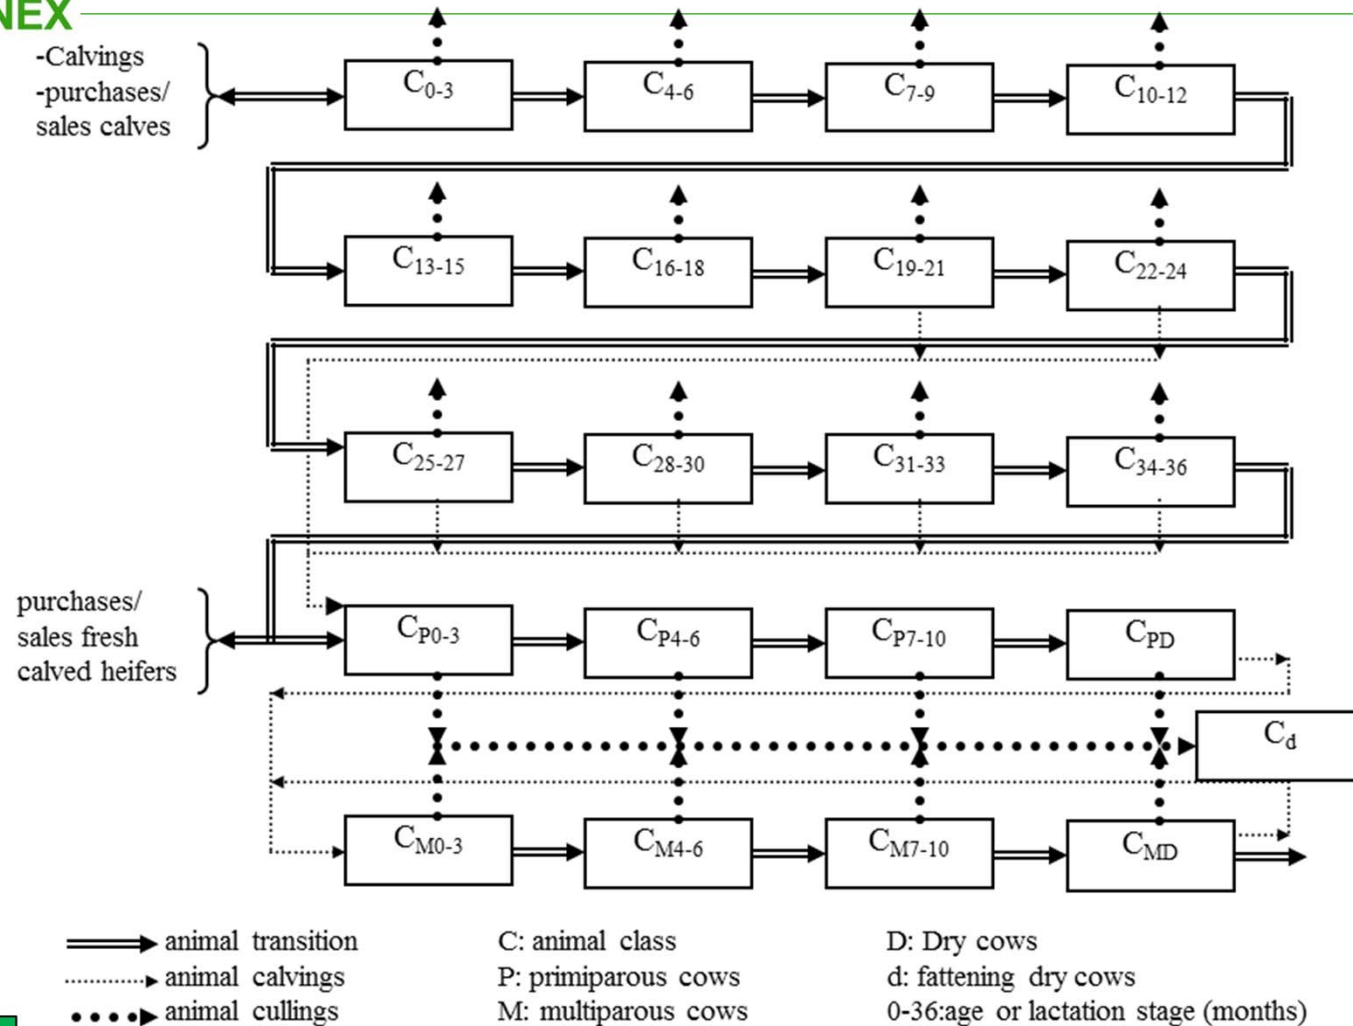 NEX
-Calvings
-purchases/
sales calves
C0-3
C4-6
C7-9
C10-12
C13-15
C16-18
C19-21
C22-24
C25-27
C28-30
C31-33
C34-36
purchases/
sales fresh
calved heifers
CP0-3
CP4-6
CP7-10
CPD
Cd
CM0-3
CM4-6
CM7-10
CMD
animal transition
C: animal class
D: Dry cows
animal calvings
P: primiparous cows
d: fattening dry cows
animal cullings
M: multiparous cows
0-36:age or lactation stage (months)